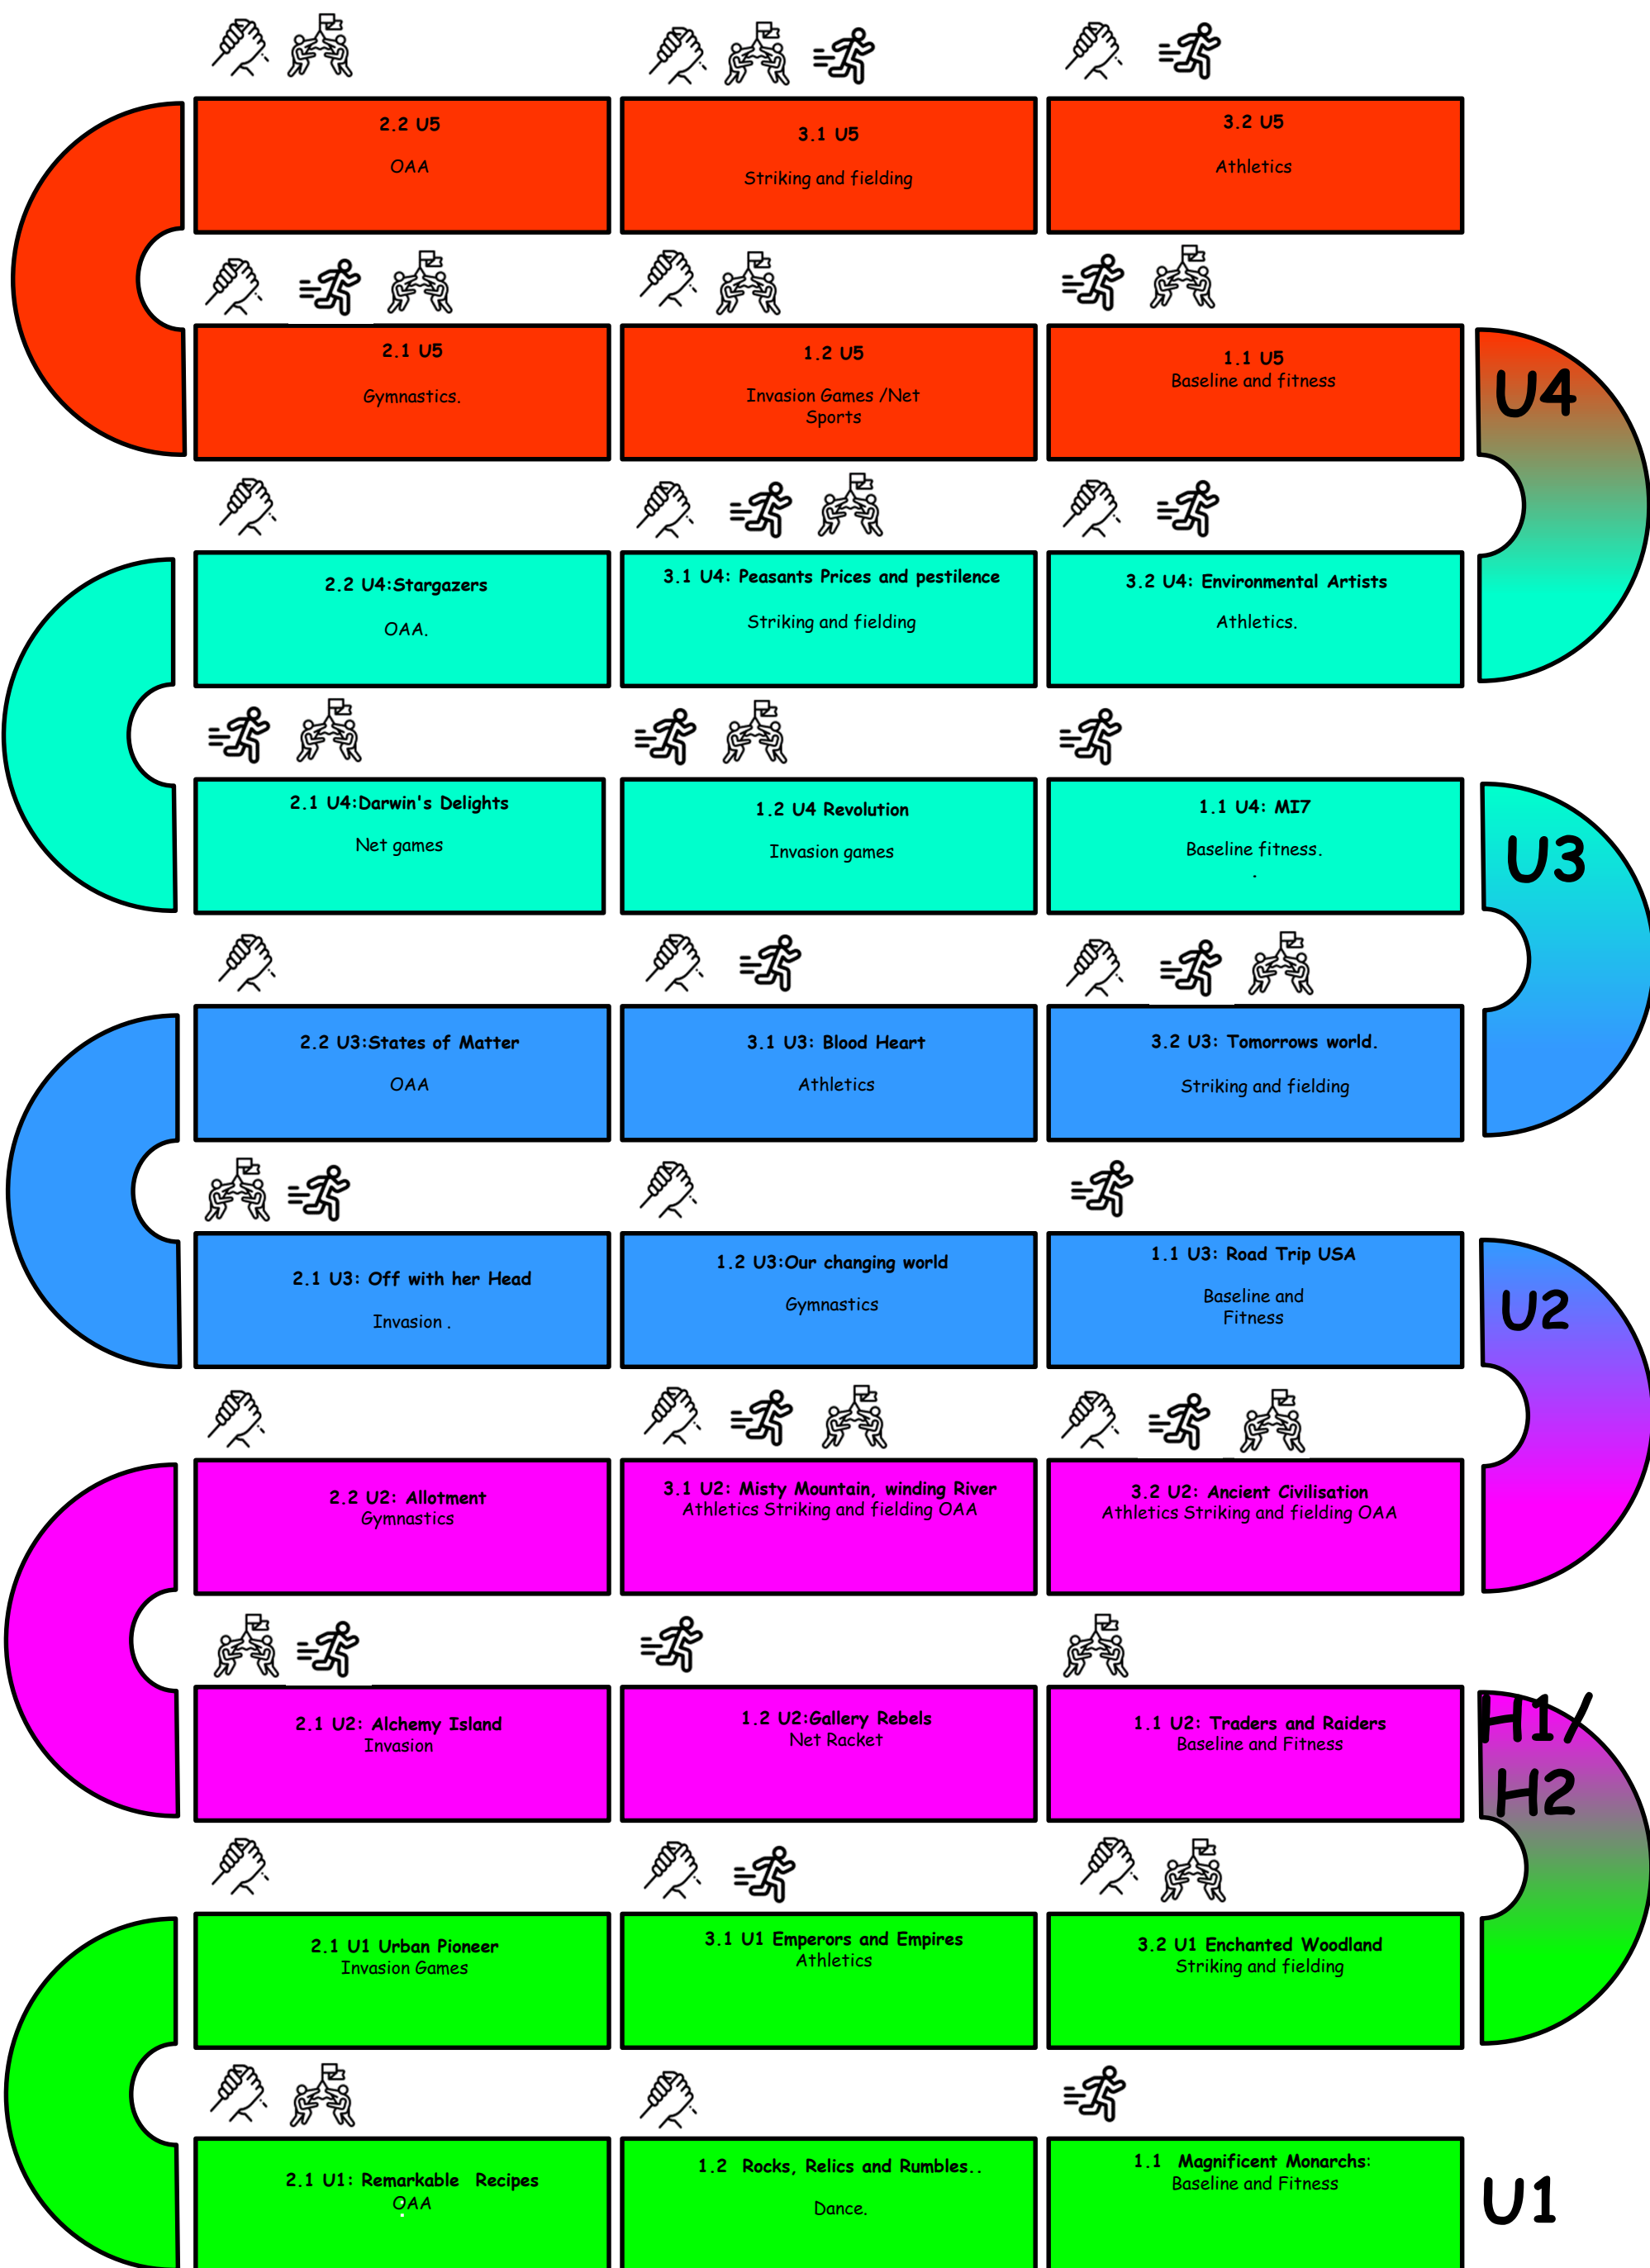 2.2 U5
OAA
3.1 U5
Striking and fielding
3.2 U5
Athletics
2.1 U5
Gymnastics.
1.2 U5
Invasion Games /Net
Sports
1.1 U5
Baseline and fitness
U4
2.2 U4:Stargazers
OAA.
3.1 U4: Peasants Prices and pestilence
Striking and fielding
3.2 U4: Environmental Artists
Athletics.
2.1 U4:Darwin's Delights
Net games
1.2 U4 Revolution
Invasion games
1.1 U4: MI7
Baseline fitness.
.
U3
2.2 U3:States of Matter
OAA
3.1 U3: Blood Heart
Athletics
3.2 U3: Tomorrows world.
Striking and fielding
2.1 U3: Off with her Head
Invasion .
1.2 U3:Our changing world
Gymnastics
1.1 U3: Road Trip USA
Baseline and
Fitness
U2
2.2 U2: Allotment
Gymnastics
3.1 U2: Misty Mountain, winding River
Athletics Striking and fielding OAA
3.2 U2: Ancient Civilisation
Athletics Striking and fielding OAA
2.1 U2: Alchemy Island
Invasion
1.2 U2:Gallery Rebels
Net Racket
1.1 U2: Traders and Raiders
Baseline and Fitness
H1/
H2
2.1 U1 Urban Pioneer
Invasion Games
3.1 U1 Emperors and Empires
Athletics
3.2 U1 Enchanted Woodland
Striking and fielding
2.1 U1: Remarkable Recipes
OAA
:
1.2 Rocks, Relics and Rumbles..
Dance.
1.1 Magnificent Monarchs:
Baseline and Fitness
U1